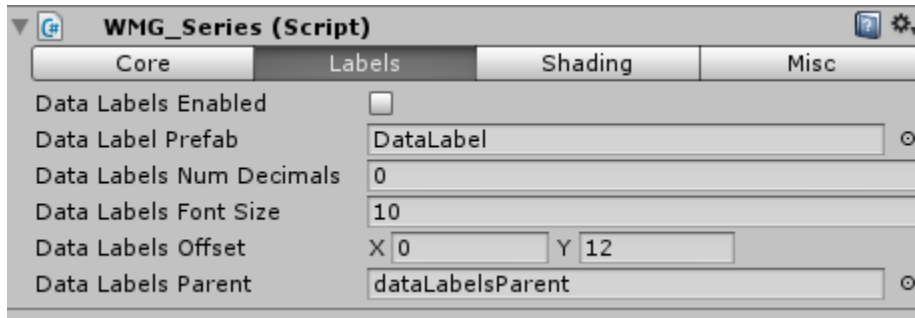 WMG_Series (Script)
Core Labels Shading Misc
Data Labels Enabled
Data Label Prefab DataLabel
Data Labels Num Decimals 0
Data Labels Font Size 10
Data Labels Offset X 0 Y 12
Data Labels Parent dataLabelsParent